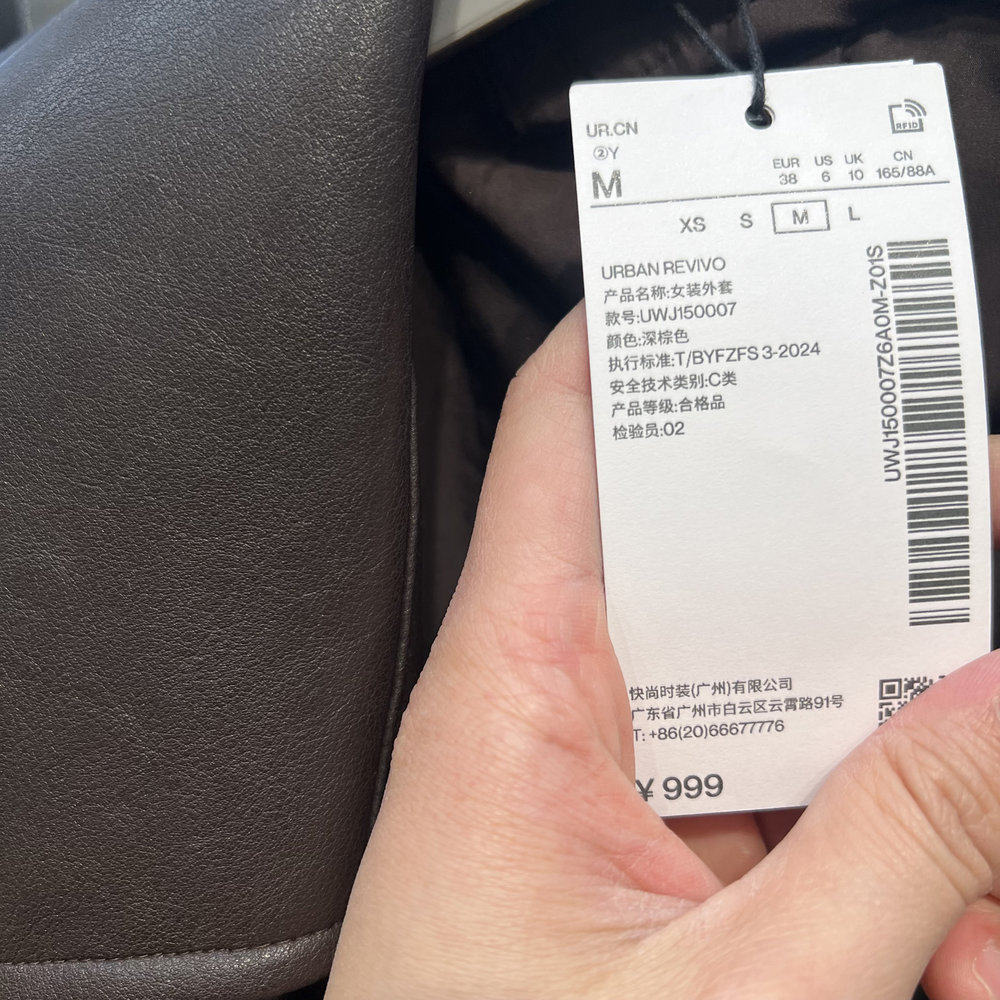 UR.CN
②Y
RFID
M
EUR US UK CN
38 6 10 165/88A
XS S M L
URBAN REVIVO
产品名称:女装外套
款号:UWJ150007
颜色:深棕色
执行标准:T/BYFZFS 3-2024
安全技术类别:C类
产品等级:合格品
检验员:02
UWJ150007Z6A0M-Z01S
快尚时装(广州)有限公司
广东省广州市白云区云霄路91号
T: +86(20)66677776
¥ 999